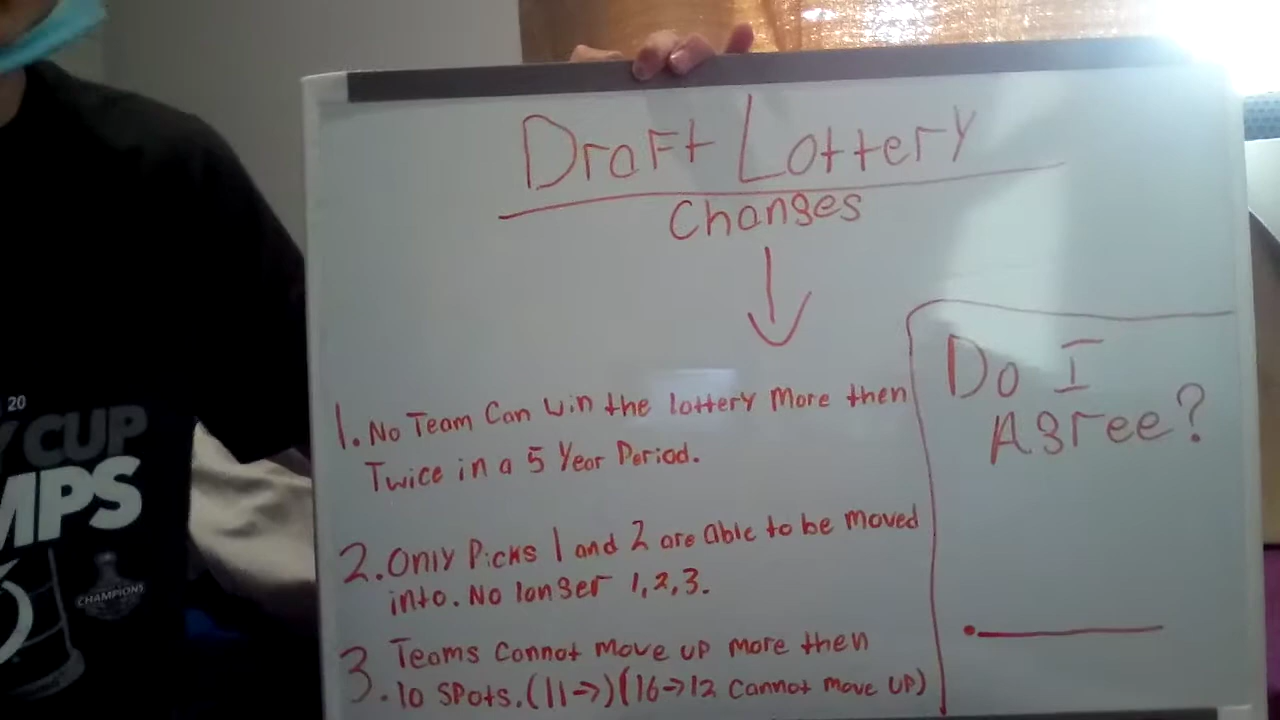 Draft Lottery
Changes
1. No Team Can Win the lottery More then
Twice in a 5 Year Period.
2. Only Picks 1 and 2 are able to be moved
into. No longer 1, 2, 3.
3. Teams Cannot move up more then
10 spots. (11→) (16→12 Cannot move up)
Do I
Agree?
20
CUP
MPS
CHAMPIONS